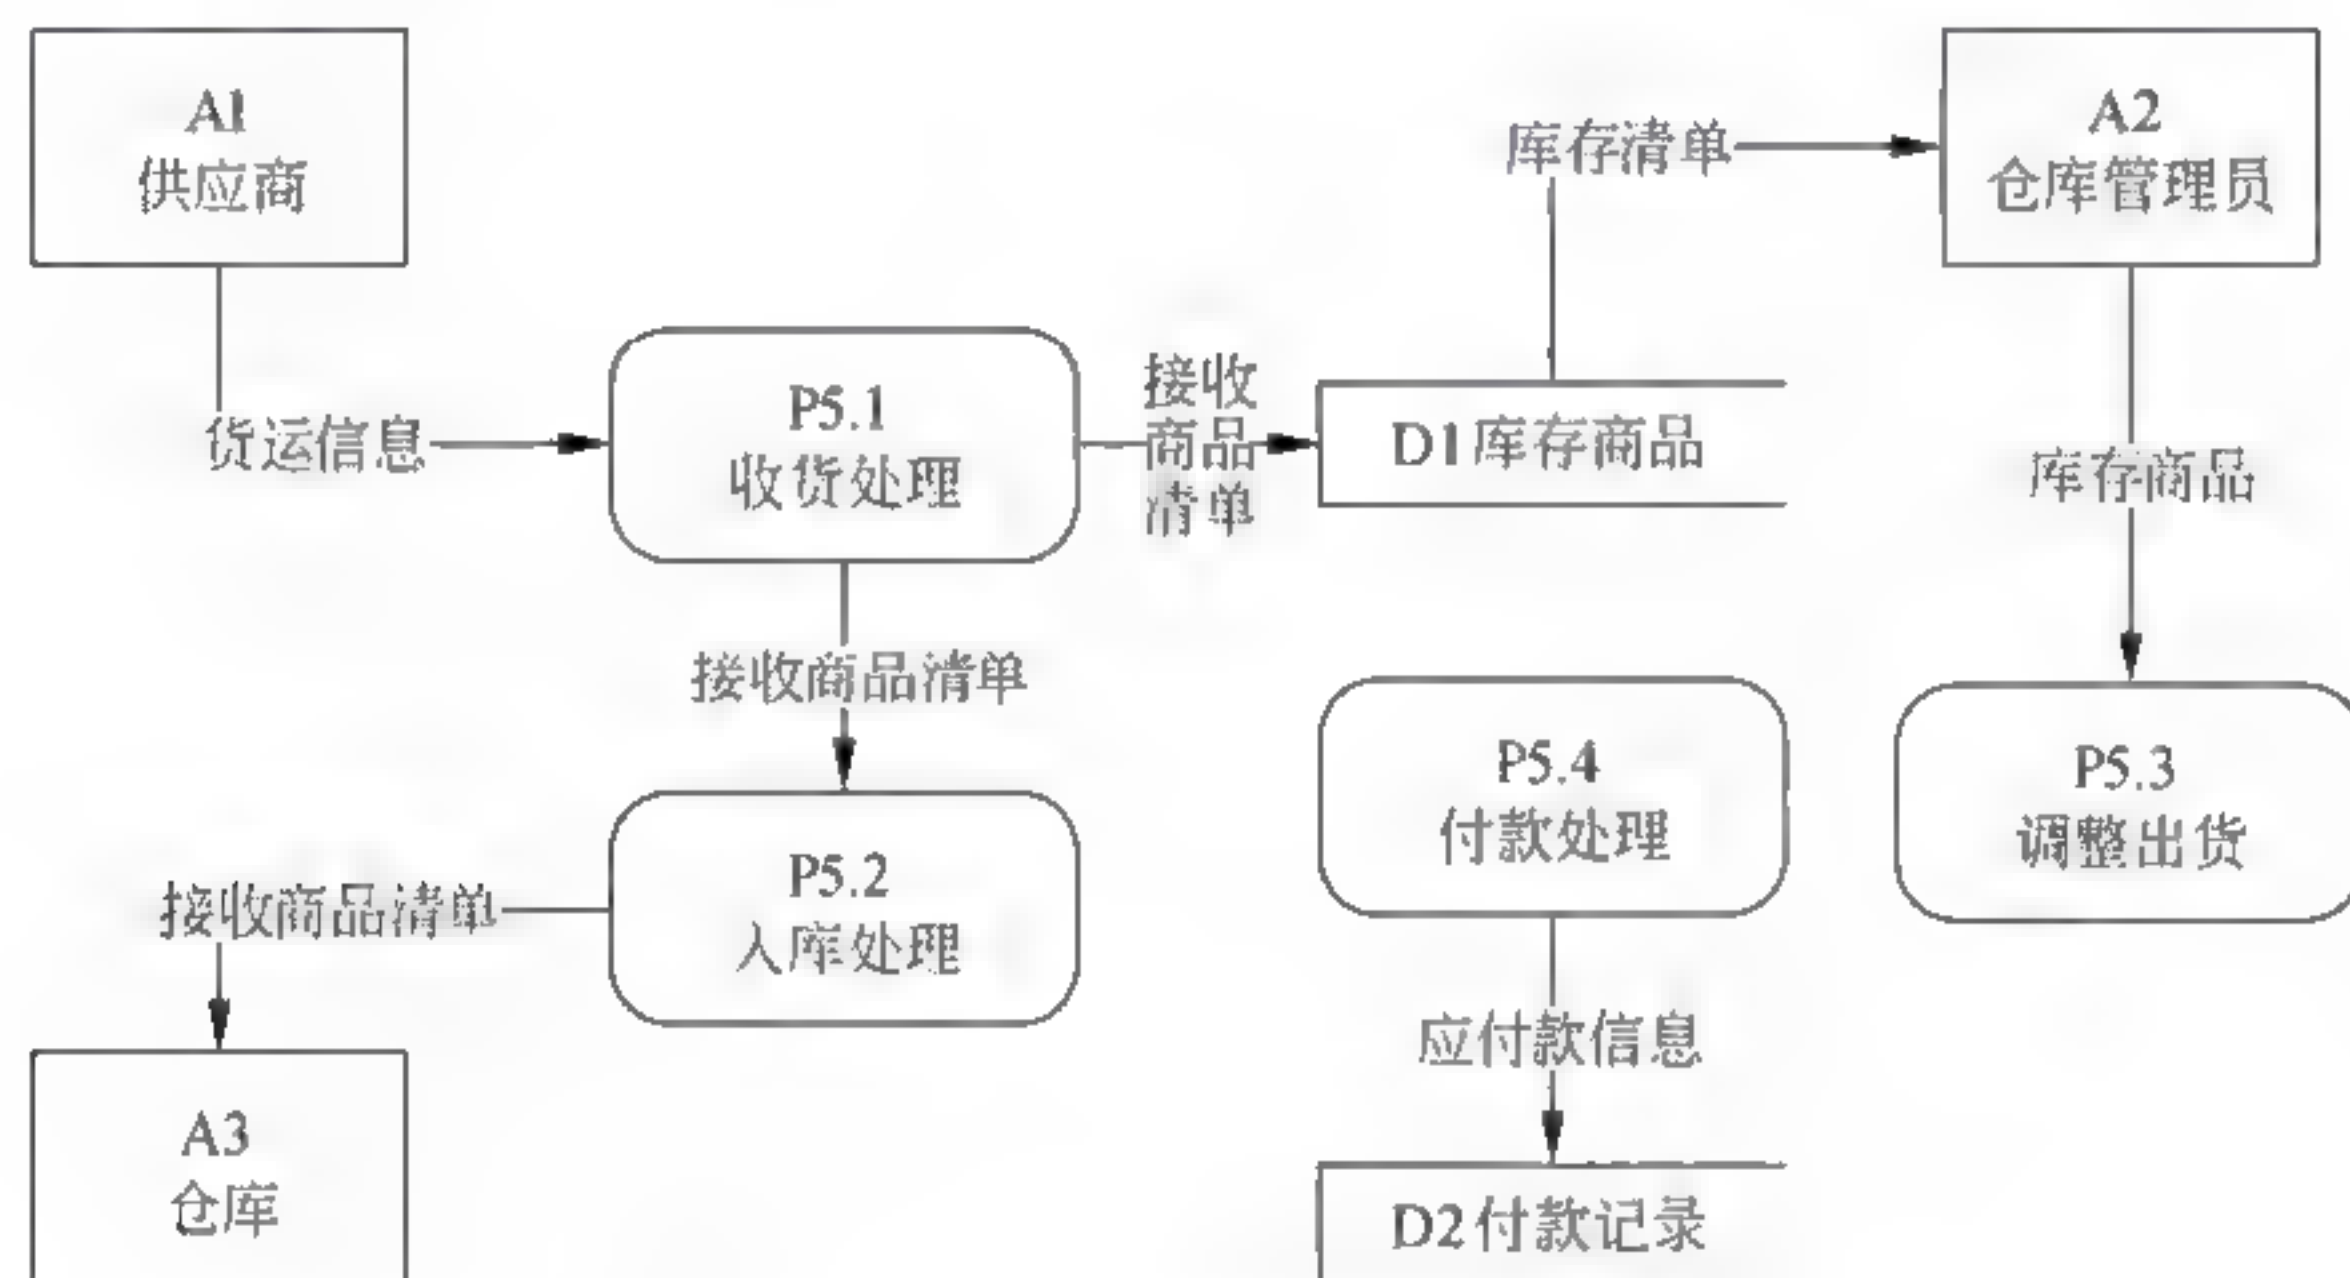 A1
供应商
库存清单
A2
仓库管理员
货运信息
P5.1
收货处理
接收
商品
清单
D1库存商品
库存商品
接收商品清单
P5.4
付款处理
P5.3
调整出货
接收商品清单
P5.2
入库处理
应付款信息
A3
仓库
D2付款记录